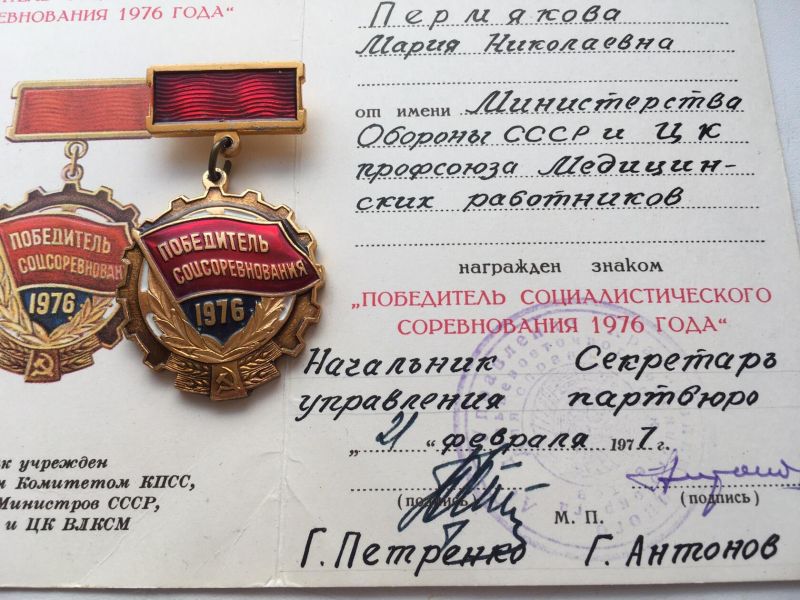 СОРЕВНОВАНИЯ 1976 ГОДА"
ПОБЕДИТЕЛЬ
СОЦСОРЕВНОВАН
1976
ПОБЕДИТЕЛЬ
СОЦСОРЕВНОВАНИЯ
1976
учрежден
Комитетом КПСС,
Министров СССР,
и ЦК ВЛКСМ
Пермякова
Мария Николаевна
от имени Министерства
Обороны СССР и ЦК
профсоюза Медицин-
ских работников
награжден знаком
„ПОБЕДИТЕЛЬ СОЦИАЛИСТИЧЕСКОГО
СОРЕВНОВАНИЯ 1976 ГОДА“
Начальник Секретарь
управления партбюро
„21“ февраля 1977 г.
(подпись) (подпись)
М. П.
Г. Петренко Г. Антонов